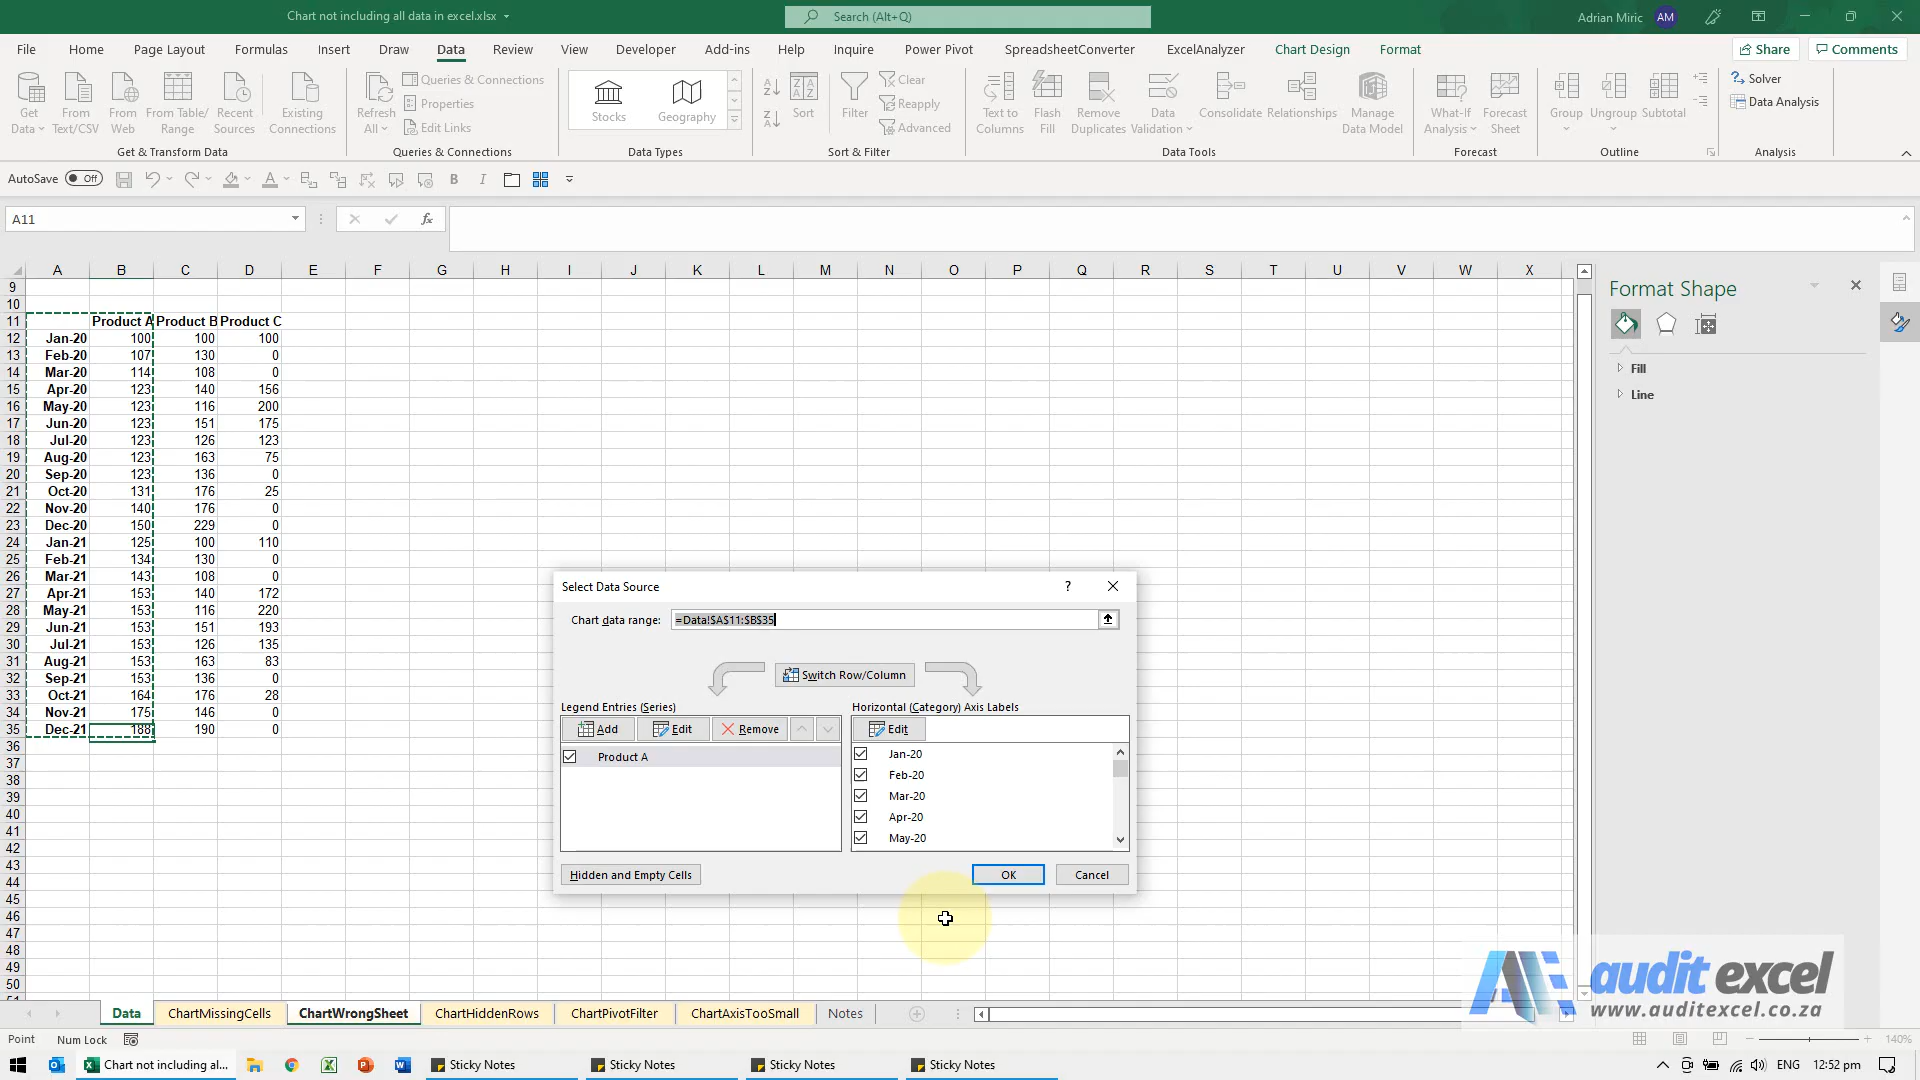 Chart not including all data in excel.xlsx
Search (Alt+Q)
Adrian Miric AM
File Home Page Layout Formulas Insert Draw Data Review View Developer Add-ins Help Inquire Power Pivot SpreadsheetConverter ExcelAnalyzer Chart Design Format Share Comments
Get Data
From Text/CSV
From Web
From Table/ Range
Recent Sources
Existing Connections
Get & Transform Data
Refresh All
Queries & Connections
Properties
Edit Links
Queries & Connections
Stocks
Geography
Data Types
Sort
Filter
Clear
Reapply
Advanced
Sort & Filter
Text to Columns
Flash Fill
Remove Duplicates
Data Validation
Consolidate
Relationships
Manage Data Model
Data Tools
What-If Analysis
Forecast Sheet
Forecast
Group
Ungroup
Subtotal
Outline
Solver
Data Analysis
Analysis
AutoSave Off B I
A11 fx
A B C D E F G H I J K L M N O P Q R S T U V W X
9
10
11 Product A Product B Product C
12 Jan-20 100 100 100
13 Feb-20 107 130 0
14 Mar-20 114 108 0
15 Apr-20 123 140 156
16 May-20 123 116 200
17 Jun-20 123 151 175
18 Jul-20 123 126 123
19 Aug-20 123 163 75
20 Sep-20 123 136 0
21 Oct-20 131 176 25
22 Nov-20 140 176 0
23 Dec-20 150 229 0
24 Jan-21 125 100 110
25 Feb-21 134 130 0
26 Mar-21 143 108 0
27 Apr-21 153 140 172
28 May-21 153 116 220
29 Jun-21 153 151 193
30 Jul-21 153 126 135
31 Aug-21 153 163 83
32 Sep-21 153 136 0
33 Oct-21 164 176 28
34 Nov-21 175 146 0
35 Dec-21 188 190 0
36
37
38
39
40
41
42
43
44
45
46
47
48
49
50
Select Data Source ?
Chart data range: =Data!$A$11:$B$35
Switch Row/Column
Legend Entries (Series)
Add Edit Remove
Product A
Horizontal (Category) Axis Labels
Edit
Jan-20
Feb-20
Mar-20
Apr-20
May-20
Hidden and Empty Cells
OK Cancel
Format Shape
Fill
Line
audit excel
www.auditexcel.co.za
Data ChartMissingCells ChartWrongSheet ChartHiddenRows ChartPivotFilter ChartAxisTooSmall Notes
Point Num Lock 140%
Chart not including al... Sticky Notes Sticky Notes Sticky Notes Sticky Notes ENG 12:52 pm